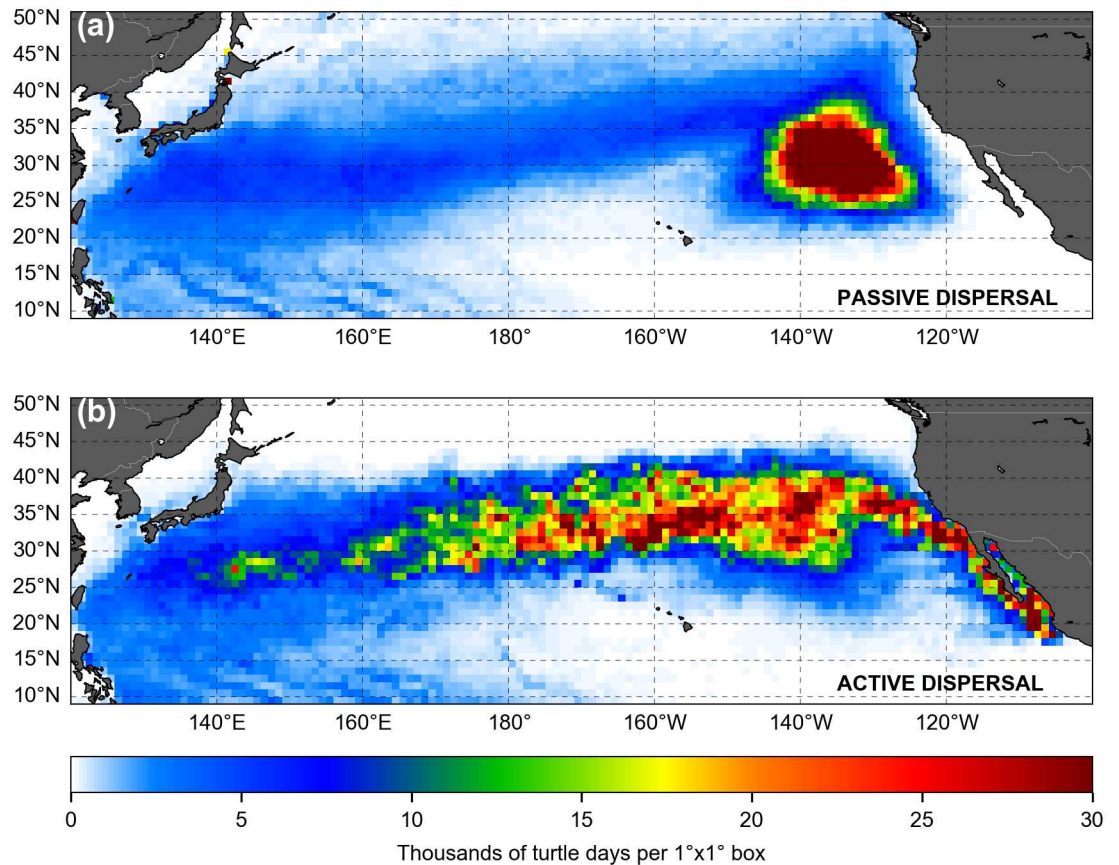 (a)
50°N
45°N
40°N
35°N
30°N
25°N
20°N
15°N
10°N
PASSIVE DISPERSAL
140°E 160°E 180° 160°W 140°W 120°W
(b)
50°N
45°N
40°N
35°N
30°N
25°N
20°N
15°N
10°N
ACTIVE DISPERSAL
140°E 160°E 180° 160°W 140°W 120°W
0 5 10 15 20 25 30
Thousands of turtle days per 1°x1° box